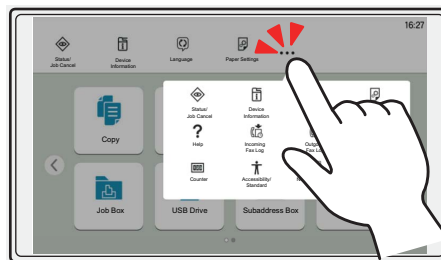 16:27
Status/
Job Cancel
Device
Information
Language
Paper Settings
Status/
Job Cancel
Device
Information
Help
Incoming
Fax Log
Counter
Accessibility/
Standard
Copy
Job Box
USB Drive
Subaddress Box